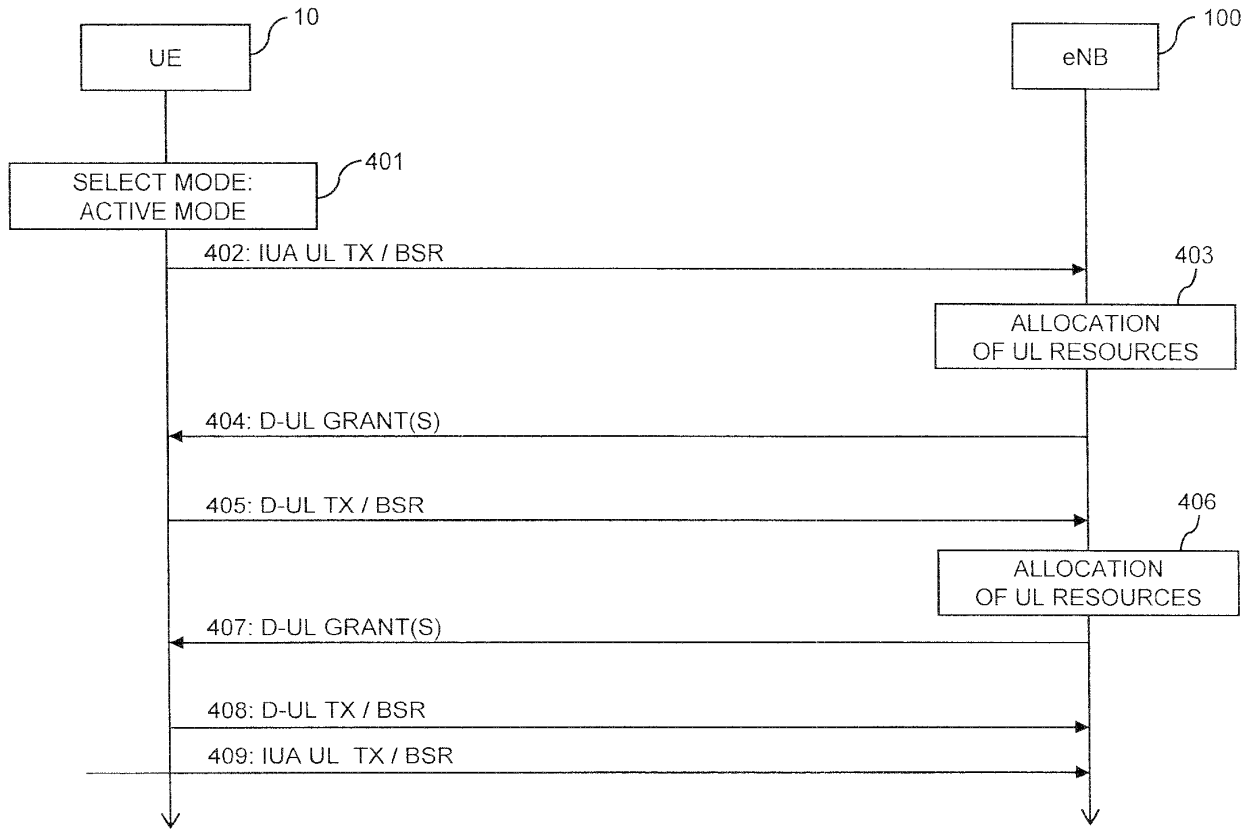 10
100
UE
eNB
401
SELECT MODE:
ACTIVE MODE
402: IUA UL TX / BSR
403
ALLOCATION
OF UL RESOURCES
404: D-UL GRANT(S)
405: D-UL TX / BSR
406
ALLOCATION
OF UL RESOURCES
407: D-UL GRANT(S)
408: D-UL TX / BSR
409: IUA UL TX / BSR